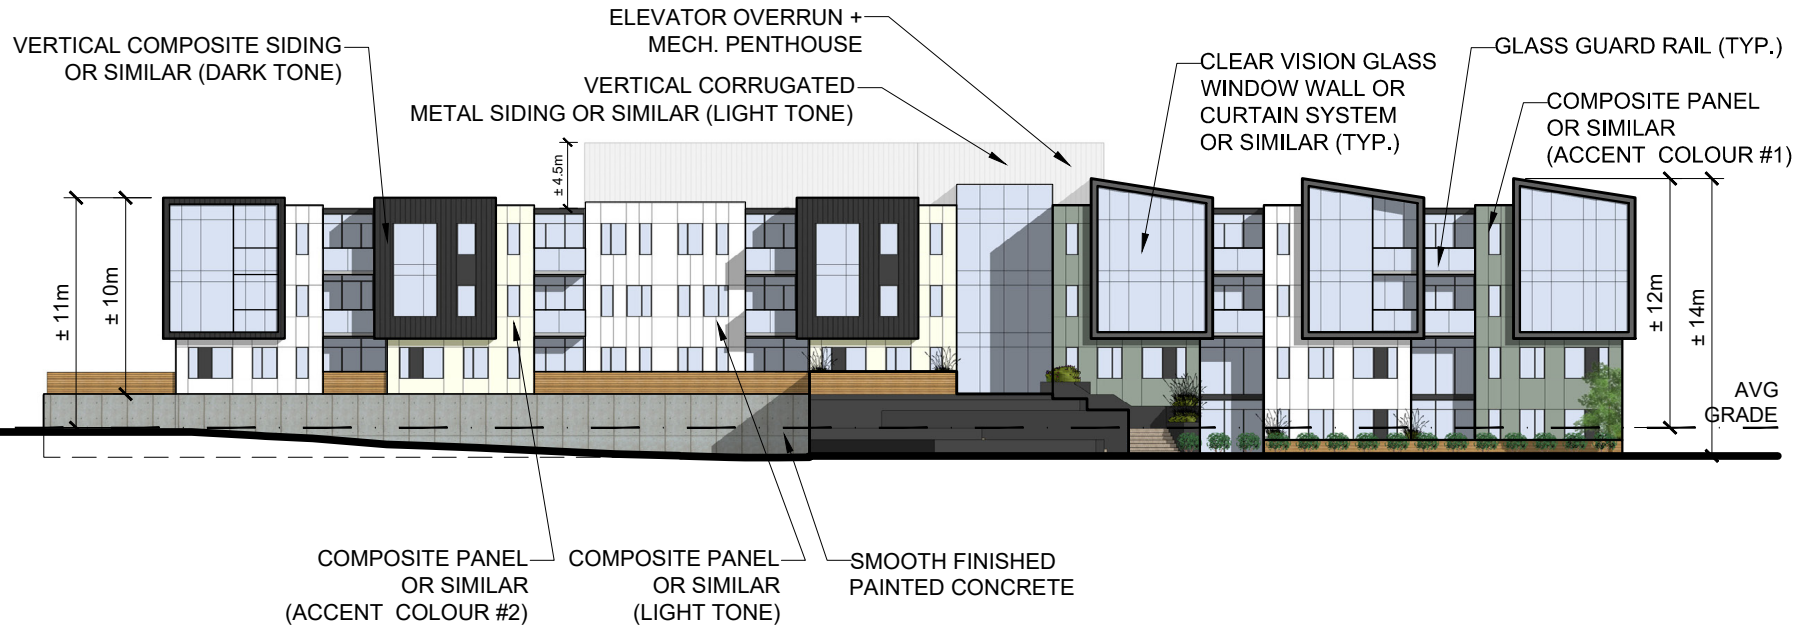 ELEVATOR OVERRUN +
MECH. PENTHOUSE
VERTICAL COMPOSITE SIDING
OR SIMILAR (DARK TONE)
VERTICAL CORRUGATED
METAL SIDING OR SIMILAR (LIGHT TONE)
CLEAR VISION GLASS
WINDOW WALL OR
CURTAIN SYSTEM
OR SIMILAR (TYP.)
GLASS GUARD RAIL (TYP.)
COMPOSITE PANEL
OR SIMILAR
(ACCENT  COLOUR #1)
± 4.5m
± 11m
± 10m
± 12m
± 14m
AVG
GRADE
COMPOSITE PANEL
OR SIMILAR
(ACCENT  COLOUR #2)
COMPOSITE PANEL
OR SIMILAR
(LIGHT TONE)
SMOOTH FINISHED
PAINTED CONCRETE